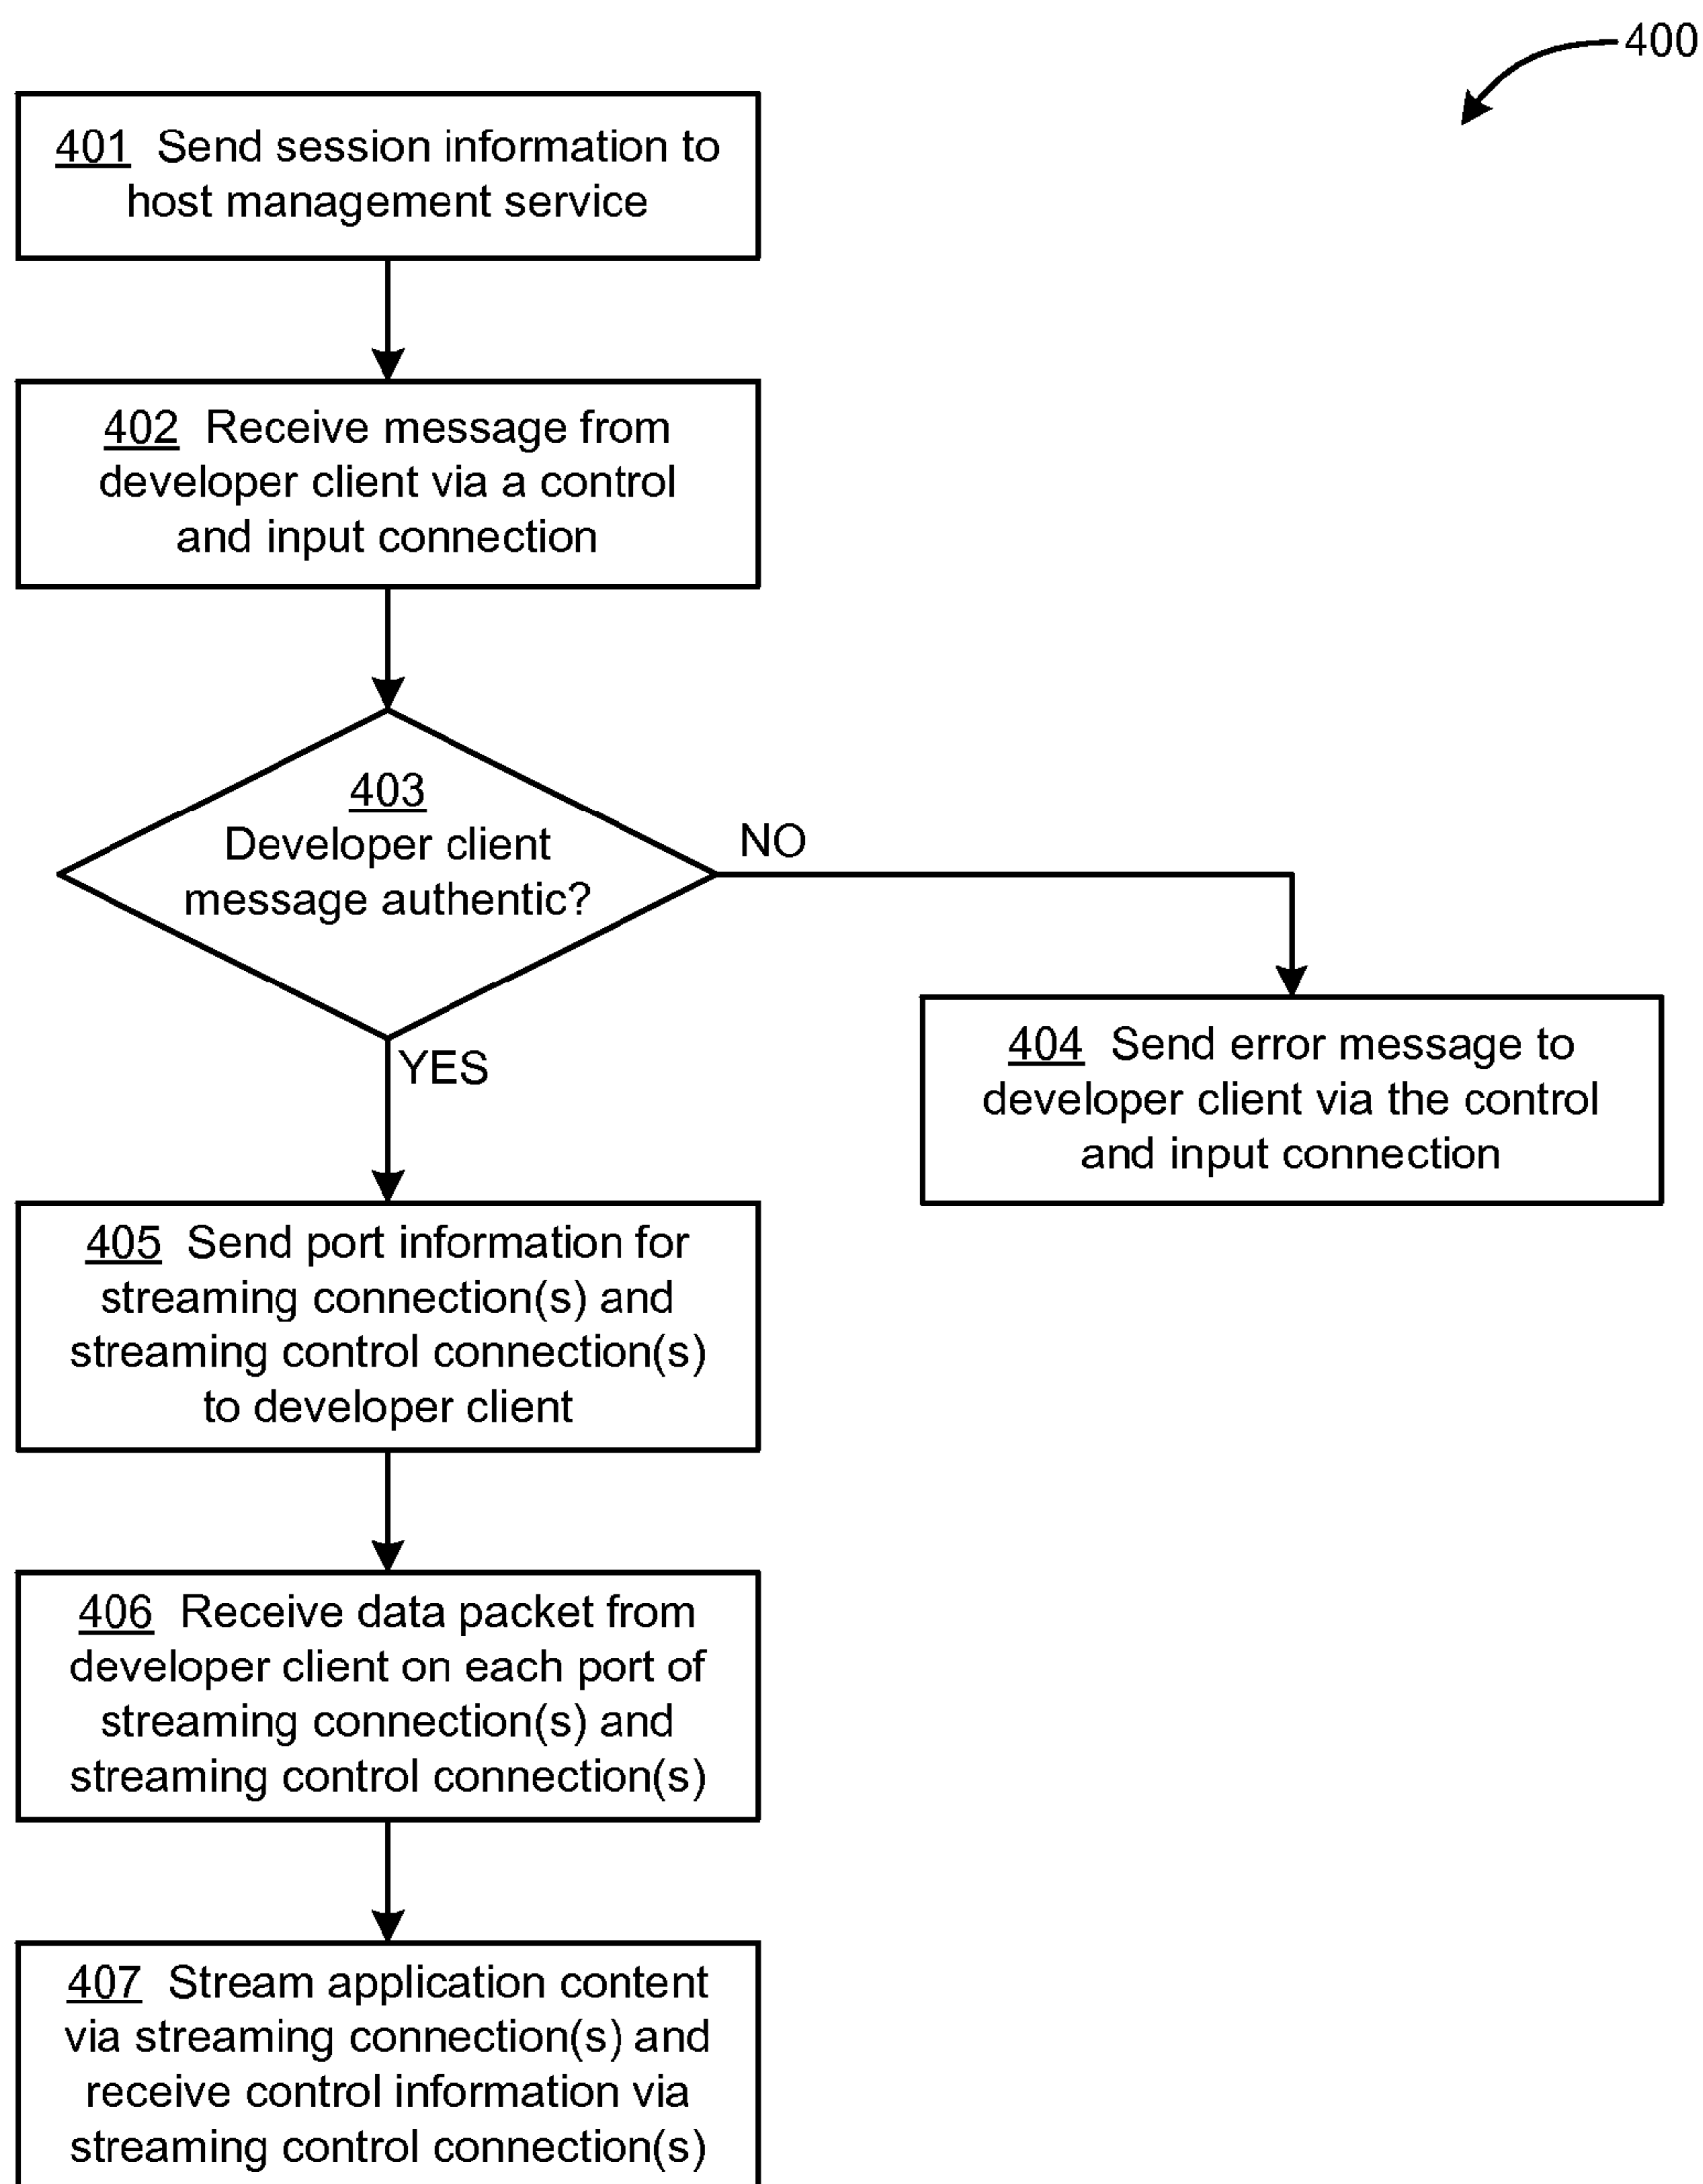 400
401 Send session information to
host management service
402 Receive message from
developer client via a control
and input connection
403
Developer client
message authentic?
NO
YES
404 Send error message to
developer client via the control
and input connection
405 Send port information for
streaming connection(s) and
streaming control connection(s)
to developer client
406 Receive data packet from
developer client on each port of
streaming connection(s) and
streaming control connection(s)
407 Stream application content
via streaming connection(s) and
receive control information via
streaming control connection(s)